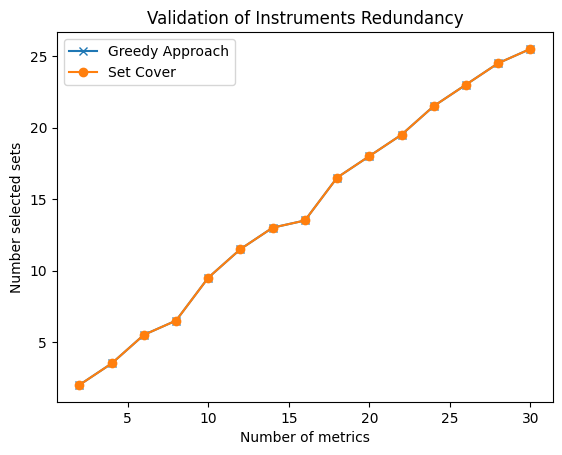 Validation of Instruments Redundancy
Greedy Approach
Set Cover
Number selected sets
25
20
15
10
5
5
10
15
20
25
30
Number of metrics